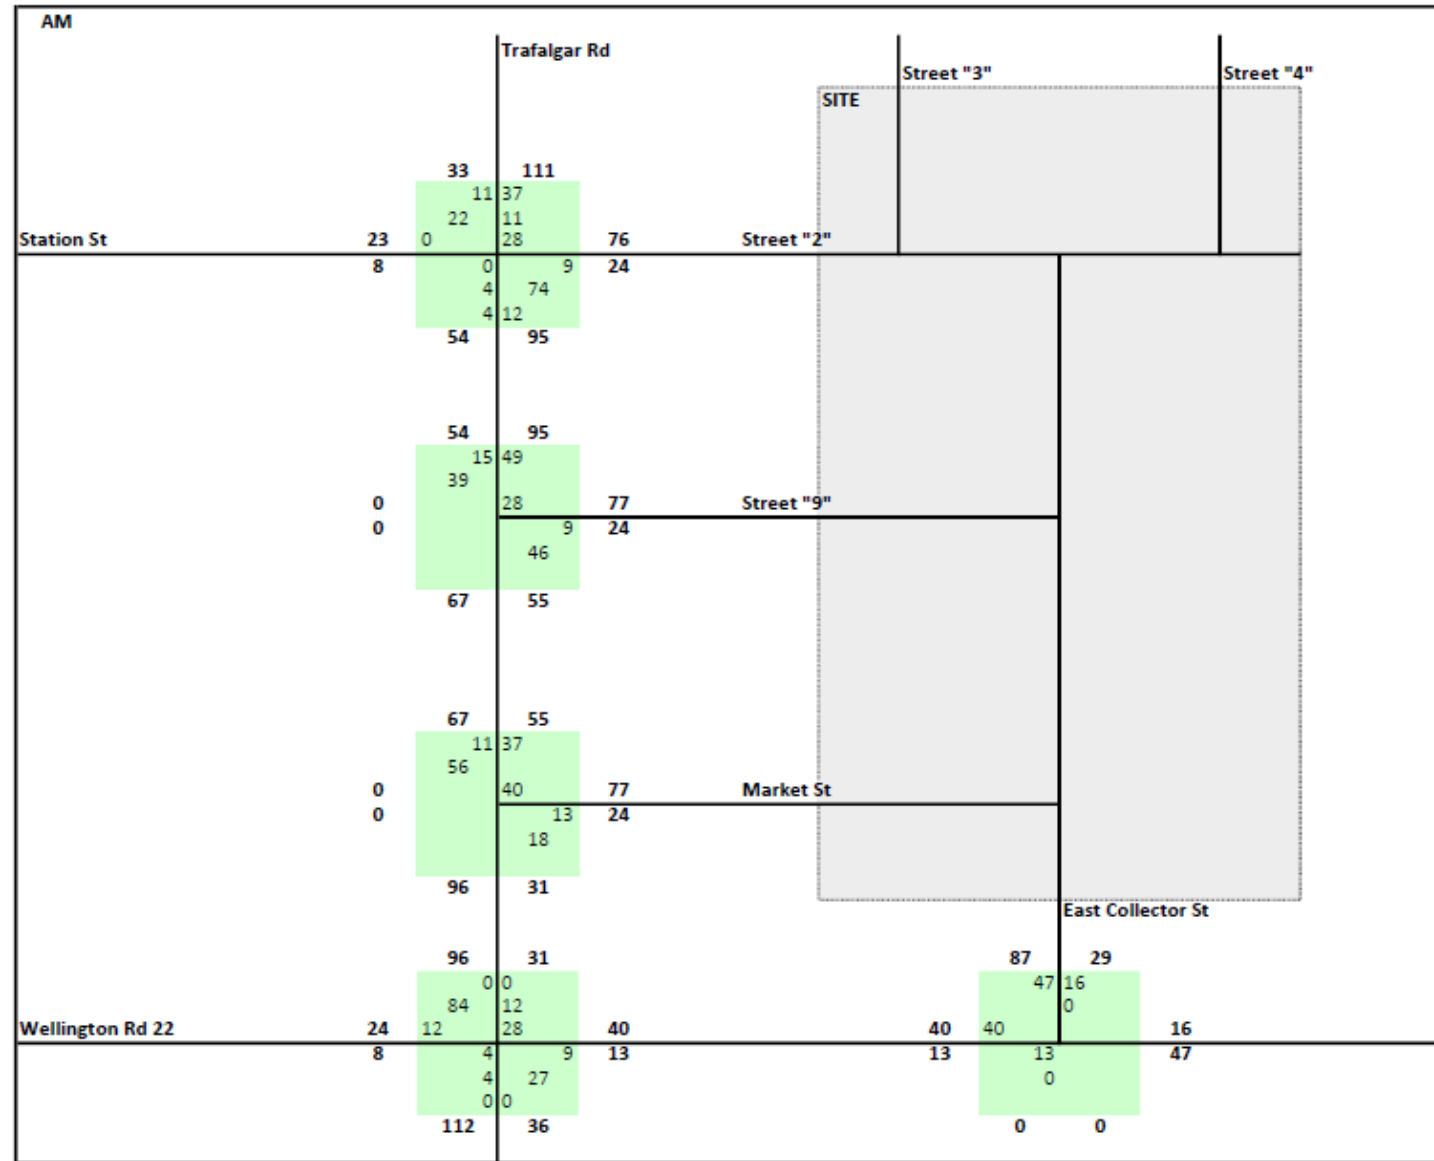 AM
Trafalgar Rd
Street "3"
Street "4"
SITE
33 111
11 37
22 11
Station St 23 0 28 76 Street "2"
8 0 9 24
4 74
4 12
54 95
54 95
15 49
39
0 28 77 Street "9"
0 9 24
46
67 55
67 55
11 37
56
0 40 77 Market St
0 13 24
18
96 31
East Collector St
96 31 87 29
0 0 47 16
84 12 0
Wellington Rd 22 24 12 28 40 40 40 16
8 4 9 13 13 13 47
4 27 0
0 0
112 36 0 0